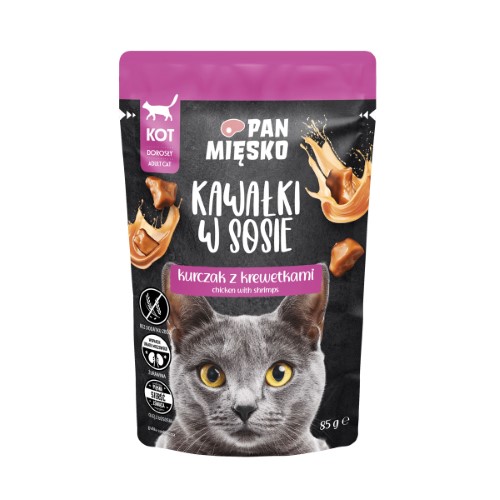 KOT
DOROSŁY
ADULT CAT
PAN
MIĘSKO
KAWAŁKI
W SOSIE
kurczak z krewetkami
chicken with shrimps
85 g e